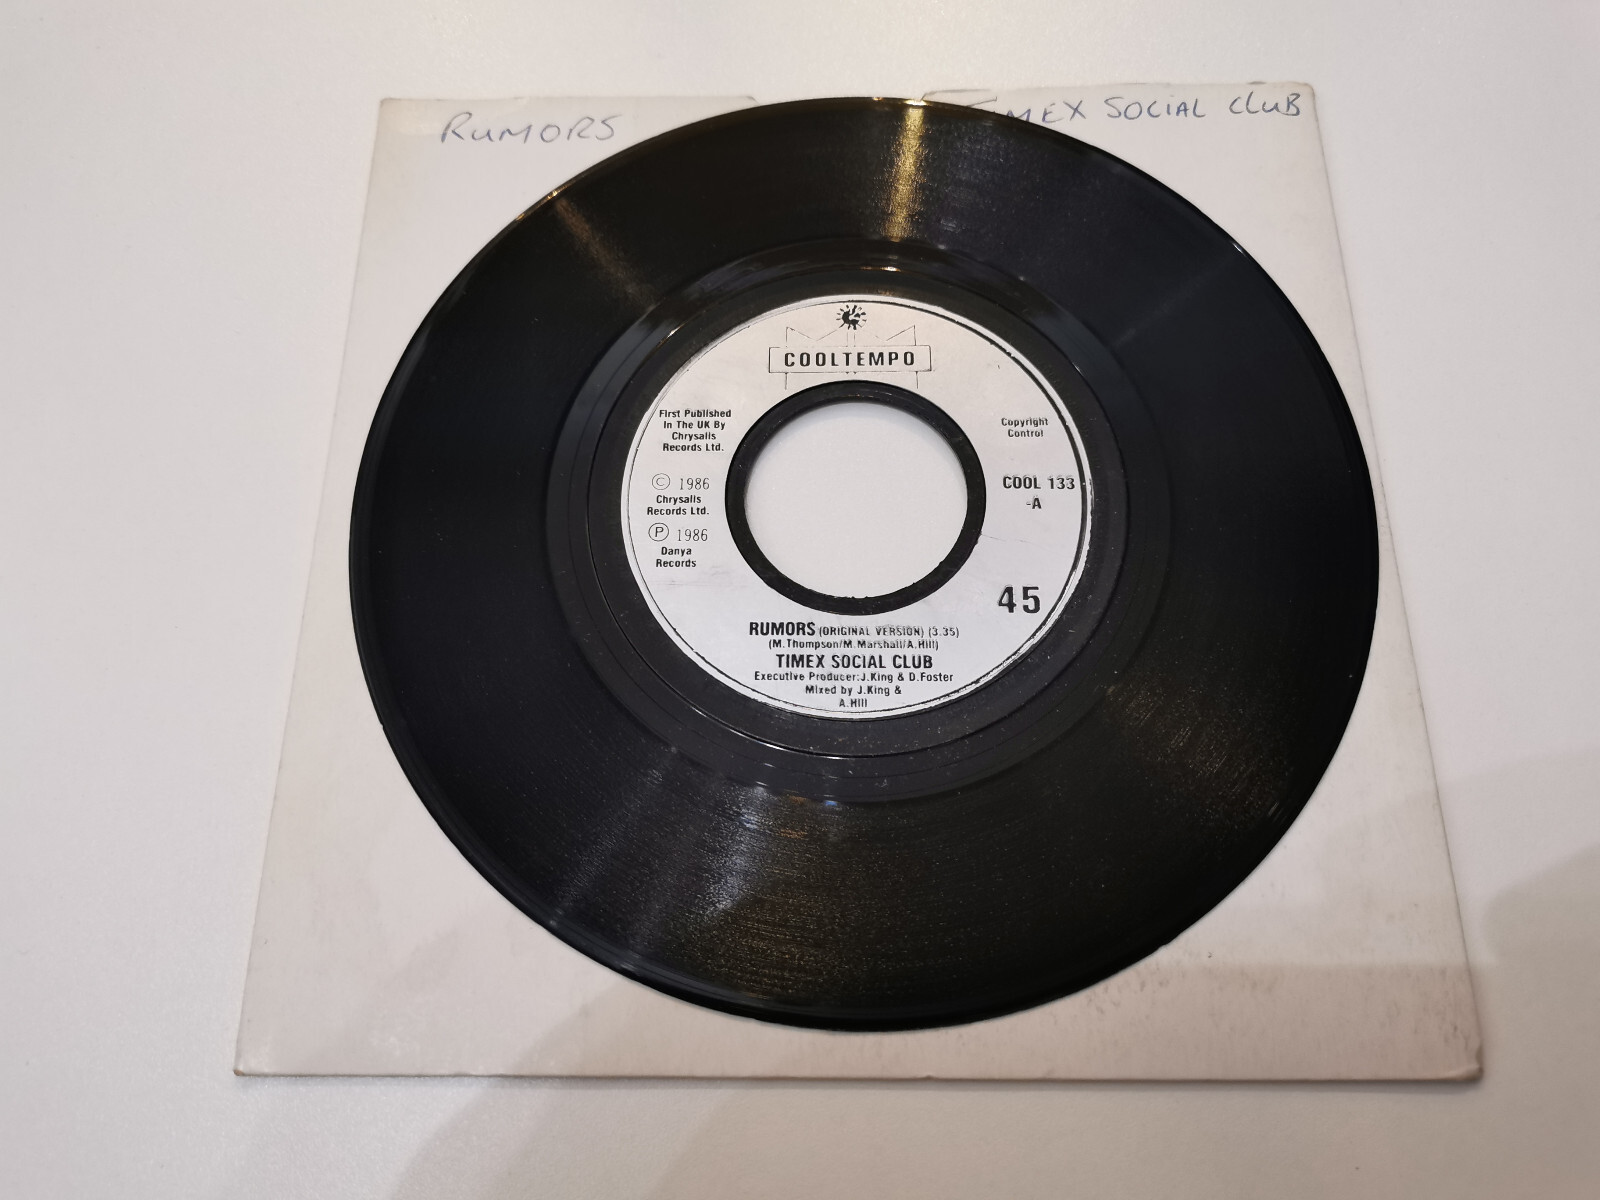 RUMORS
TIMEX SOCIAL CLUB
COOLTEMPO
First Published
In The UK By
Chrysalis
Records Ltd.
© 1986
Chrysalis
Records Ltd.
℗ 1986
Danya
Records
Copyright
Control
COOL 133
-A
45
RUMORS (ORIGINAL VERSION) (3.35)
(M.Thompson/M.Marshall/A.Hill)
TIMEX SOCIAL CLUB
Executive Producer:J.King & D.Foster
Mixed by J.King &
A.Hill